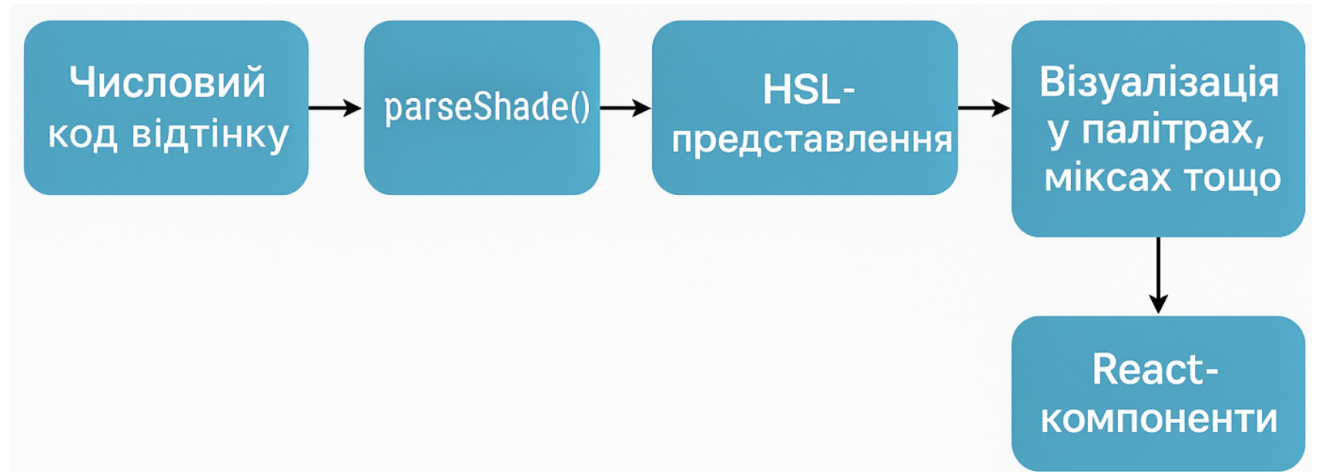 Числовий
код відтінку
parseShade()
HSL-
представлення
Візуалізація
у палітрах,
міксах тощо
React-
компоненти